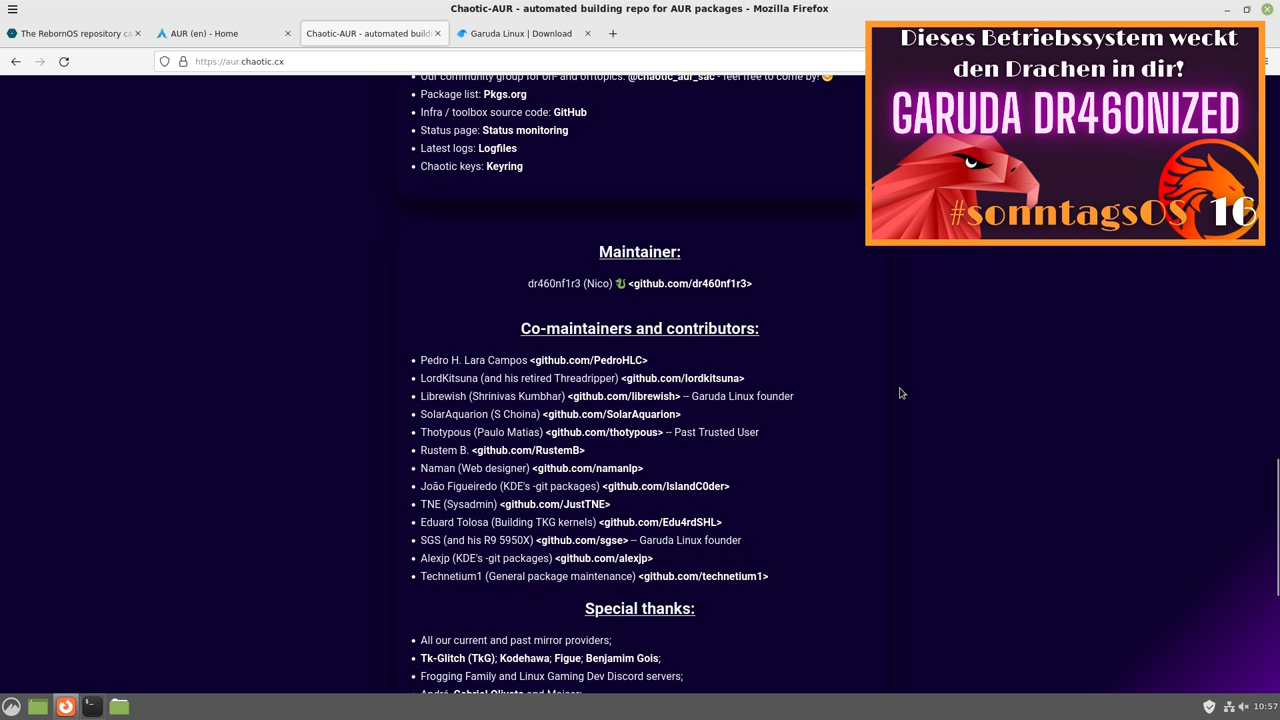 Chaotic-AUR - automated building repo for AUR packages - Mozilla Firefox
The RebornOS repository ca
AUR (en) - Home
Chaotic-AUR - automated build
Garuda Linux | Download
https://aur.chaotic.cx
Dieses Betriebssystem weckt
den Drachen in dir!
GARUDA DR460NIZED
#sonntagsOS 16
Our community group for on- and offtopics: @chaotic_aur_sac - feel free to come by!
Package list: Pkgs.org
Infra / toolbox source code: GitHub
Status page: Status monitoring
Latest logs: Logfiles
Chaotic keys: Keyring
Maintainer:
dr460nf1r3 (Nico) 🐉 <github.com/dr460nf1r3>
Co-maintainers and contributors:
Pedro H. Lara Campos <github.com/PedroHLC>
LordKitsuna (and his retired Threadripper) <github.com/lordkitsuna>
Librewish (Shrinivas Kumbhar) <github.com/librewish> -- Garuda Linux founder
SolarAquarion (S Choina) <github.com/SolarAquarion>
Thotypous (Paulo Matias) <github.com/thotypous> -- Past Trusted User
Rustem B. <github.com/RustemB>
Naman (Web designer) <github.com/namanlp>
João Figueiredo (KDE's -git packages) <github.com/IslandC0der>
TNE (Sysadmin) <github.com/JustTNE>
Eduard Tolosa (Building TKG kernels) <github.com/Edu4rdSHL>
SGS (and his R9 5950X) <github.com/sgse> -- Garuda Linux founder
Alexjp (KDE's -git packages) <github.com/alexjp>
Technetium1 (General package maintenance) <github.com/technetium1>
Special thanks:
All our current and past mirror providers;
Tk-Glitch (TkG); Kodehawa; Figue; Benjamim Gois;
Frogging Family and Linux Gaming Dev Discord servers;
10:57